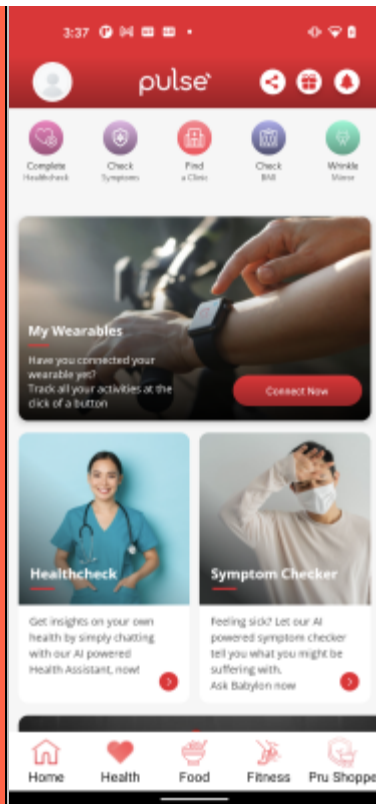 3:37
pulse
Complete
Healthcheck
Check
Symptoms
Find
a Clinic
Check
BMI
Wrinkle
Mirror
My Wearables
Have you connected your
wearable yet?
Track all your activities at the
click of a button
Connect Now
Healthcheck
Get insights on your own
health by simply chatting
with our AI powered
Health Assistant, now!
Symptom Checker
Feeling sick? Let our AI
powered symptom checker
tell you what you might be
suffering with.
Ask Babylon now
Home
Health
Food
Fitness
Pru Shoppe